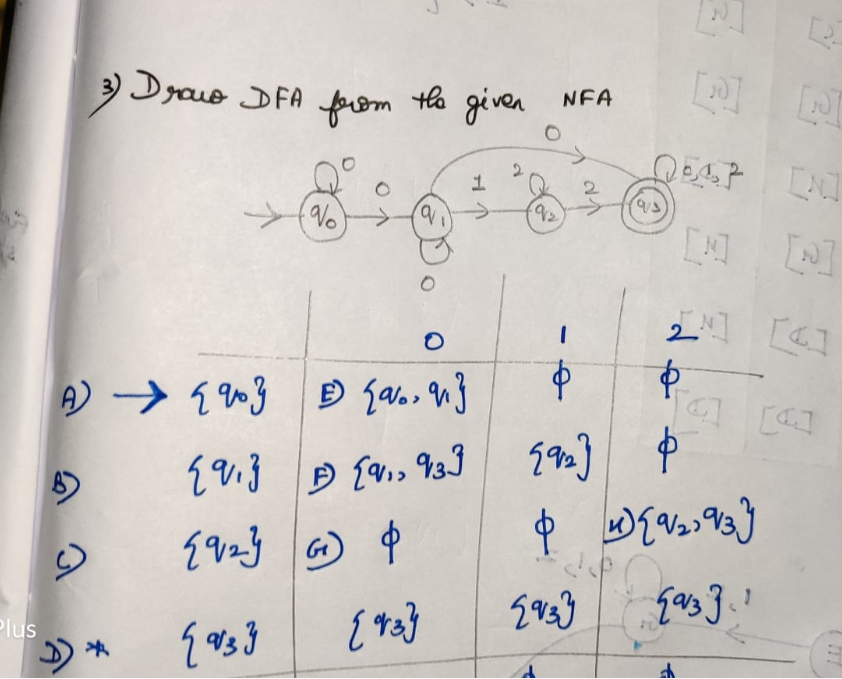 3) Draw DFA from the given NFA
0
0 0 1 2 2 0,1,2
q0 q1 q2 q3
0
0 1 2
A) → {q0} E) {q0, q1} ϕ ϕ
B) {q1} F) {q1, q3} {q2} ϕ
C) {q2} G) ϕ ϕ H) {q2, q3}
D) * {q3} {q3} {q3} {q3}
ϕ ϕ
Plus